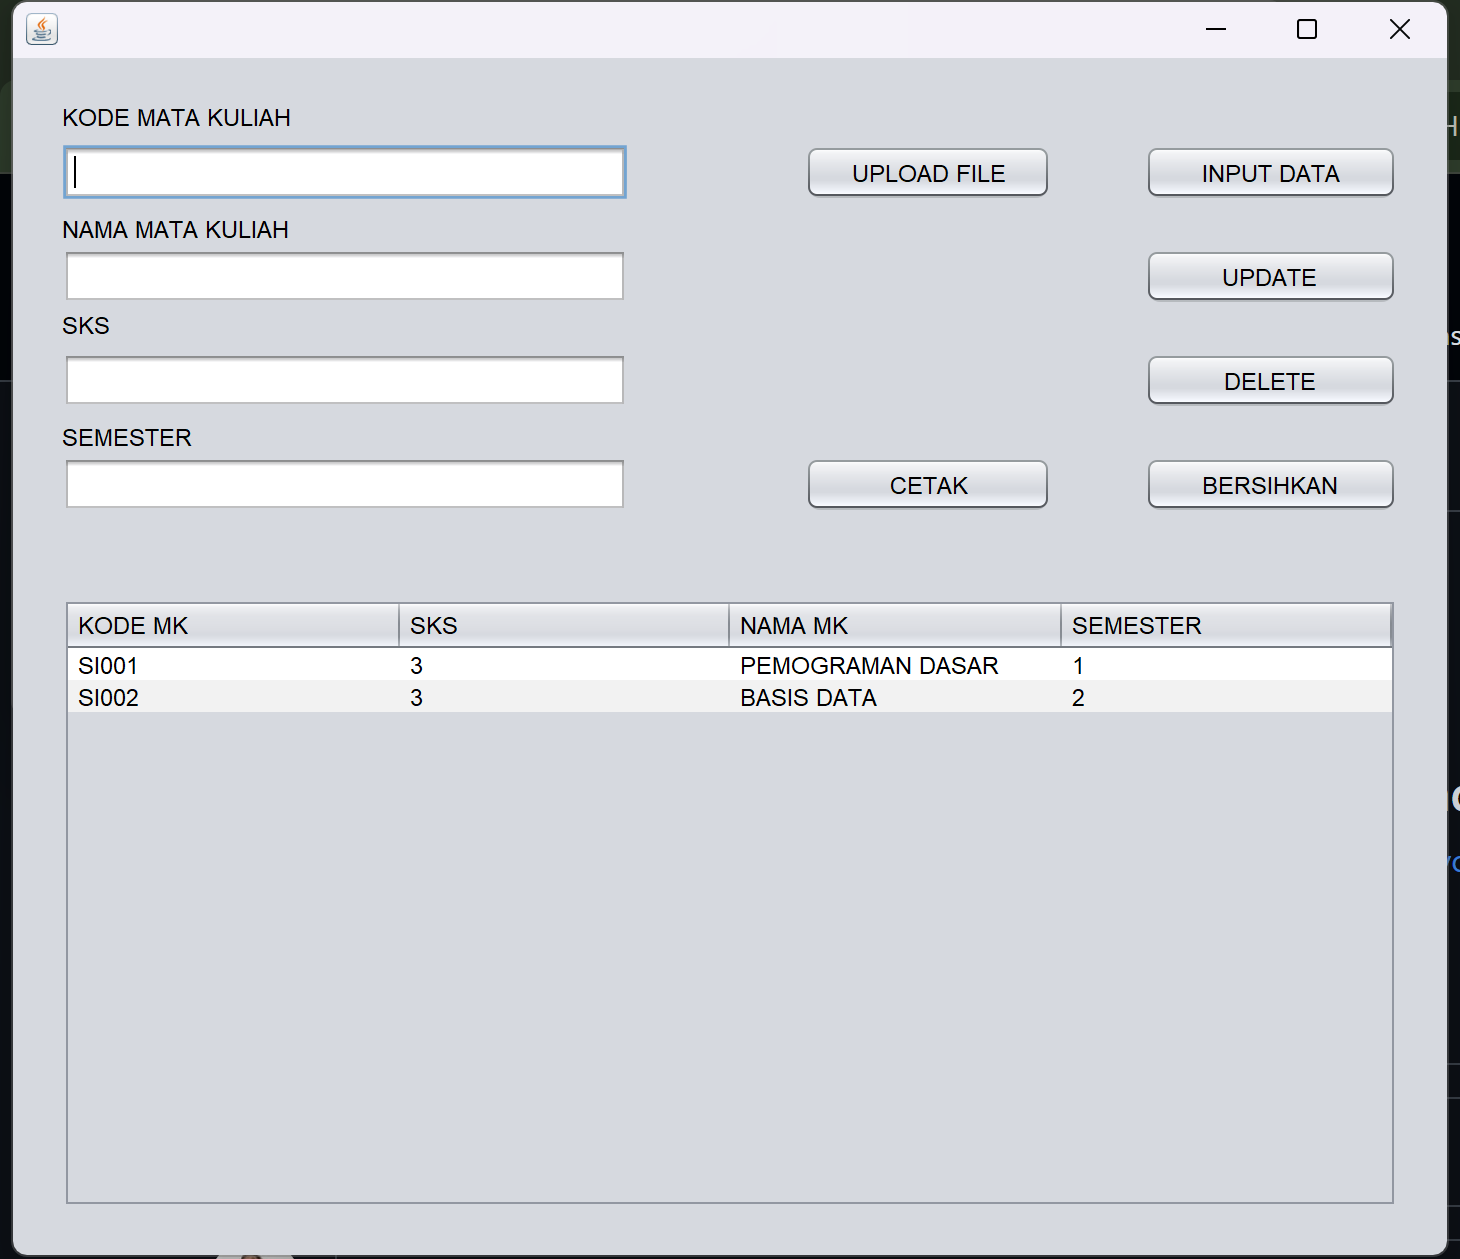 KODE MATA KULIAH
UPLOAD FILE
INPUT DATA
NAMA MATA KULIAH
UPDATE
SKS
DELETE
SEMESTER
CETAK
BERSIHKAN
KODE MK SKS NAMA MK SEMESTER
SI001 3 PEMOGRAMAN DASAR 1
SI002 3 BASIS DATA 2